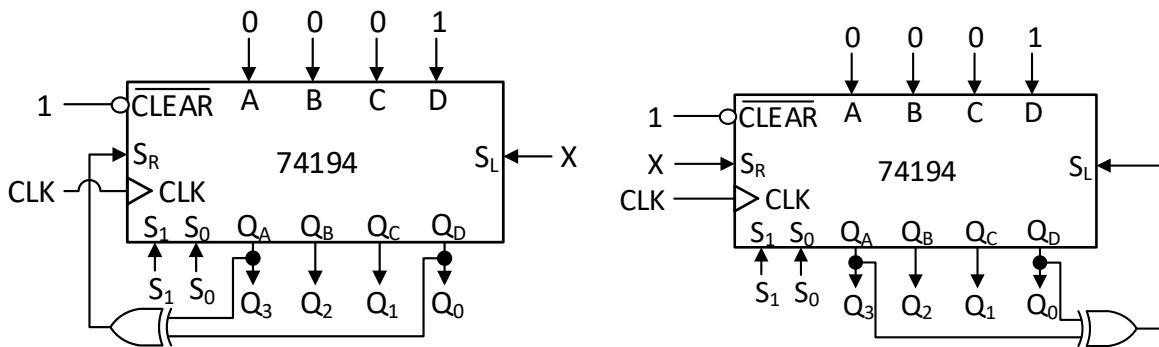 0 0 0 1
CLEAR A B C D
1
S_R 74194 S_L X
CLK CLK
S_1 S_0 Q_A Q_B Q_C Q_D
S_1 S_0 Q_3 Q_2 Q_1 Q_0
0 0 0 1
CLEAR A B C D
1
X S_R 74194 S_L
CLK CLK
S_1 S_0 Q_A Q_B Q_C Q_D
S_1 S_0 Q_3 Q_2 Q_1 Q_0